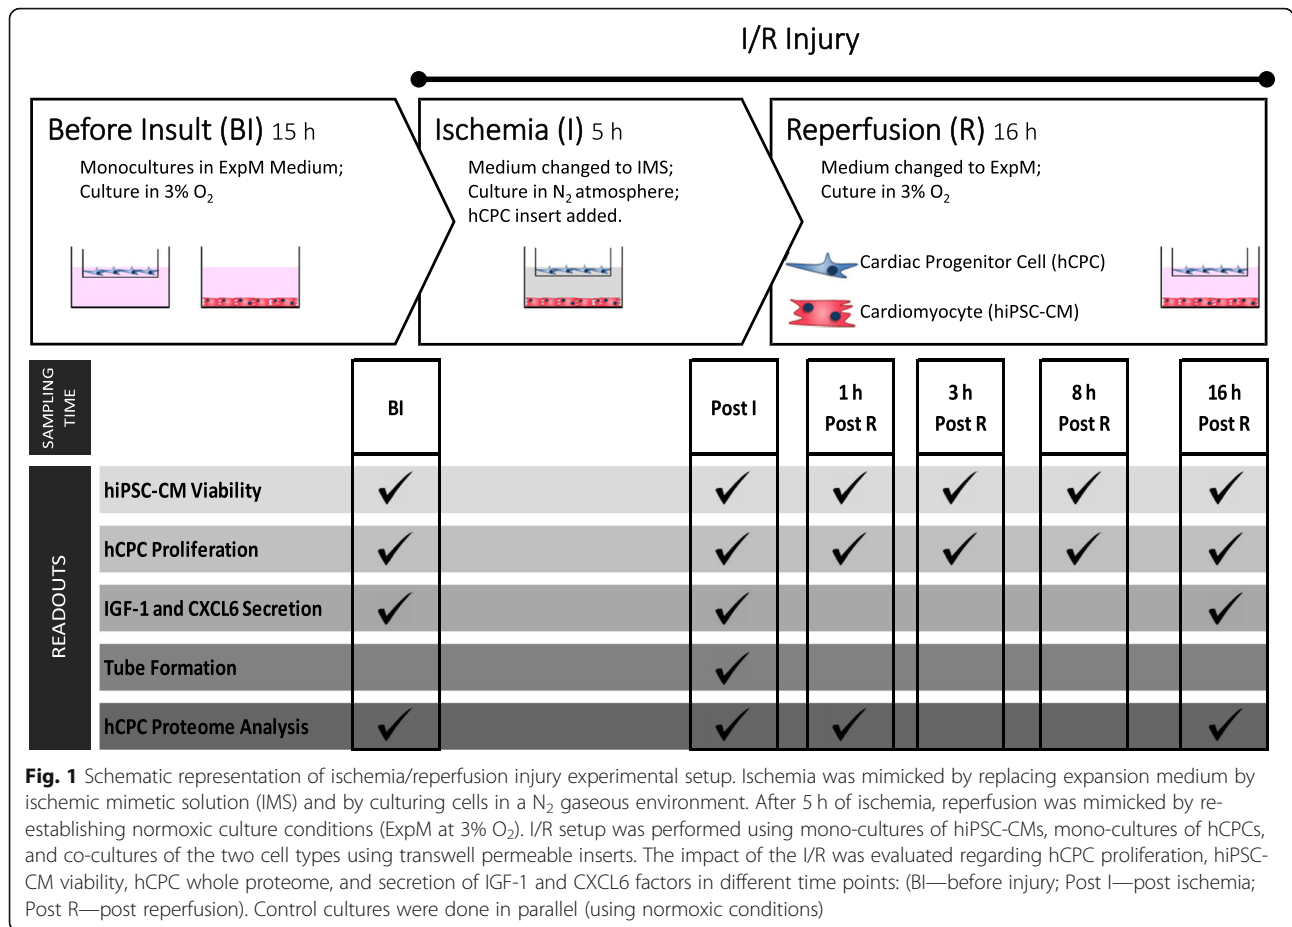 I/R Injury
Before Insult (BI) 15 h
Monocultures in ExpM Medium;
Culture in 3% O2
Ischemia (I) 5 h
Medium changed to IMS;
Culture in N2 atmosphere;
hCPC insert added.
Reperfusion (R) 16 h
Medium changed to ExpM;
Cuture in 3% O2
Cardiac Progenitor Cell (hCPC)
Cardiomyocyte (hiPSC-CM)
SAMPLING
TIME
BI
Post I
1 h
Post R
3 h
Post R
8 h
Post R
16 h
Post R
READOUTS
hiPSC-CM Viability
hCPC Proliferation
IGF-1 and CXCL6 Secretion
Tube Formation
hCPC Proteome Analysis
Fig. 1 Schematic representation of ischemia/reperfusion injury experimental setup. Ischemia was mimicked by replacing expansion medium by
ischemic mimetic solution (IMS) and by culturing cells in a N2 gaseous environment. After 5 h of ischemia, reperfusion was mimicked by re-
establishing normoxic culture conditions (ExpM at 3% O2). I/R setup was performed using mono-cultures of hiPSC-CMs, mono-cultures of hCPCs,
and co-cultures of the two cell types using transwell permeable inserts. The impact of the I/R was evaluated regarding hCPC proliferation, hiPSC-
CM viability, hCPC whole proteome, and secretion of IGF-1 and CXCL6 factors in different time points: (BI—before injury; Post I—post ischemia;
Post R—post reperfusion). Control cultures were done in parallel (using normoxic conditions)